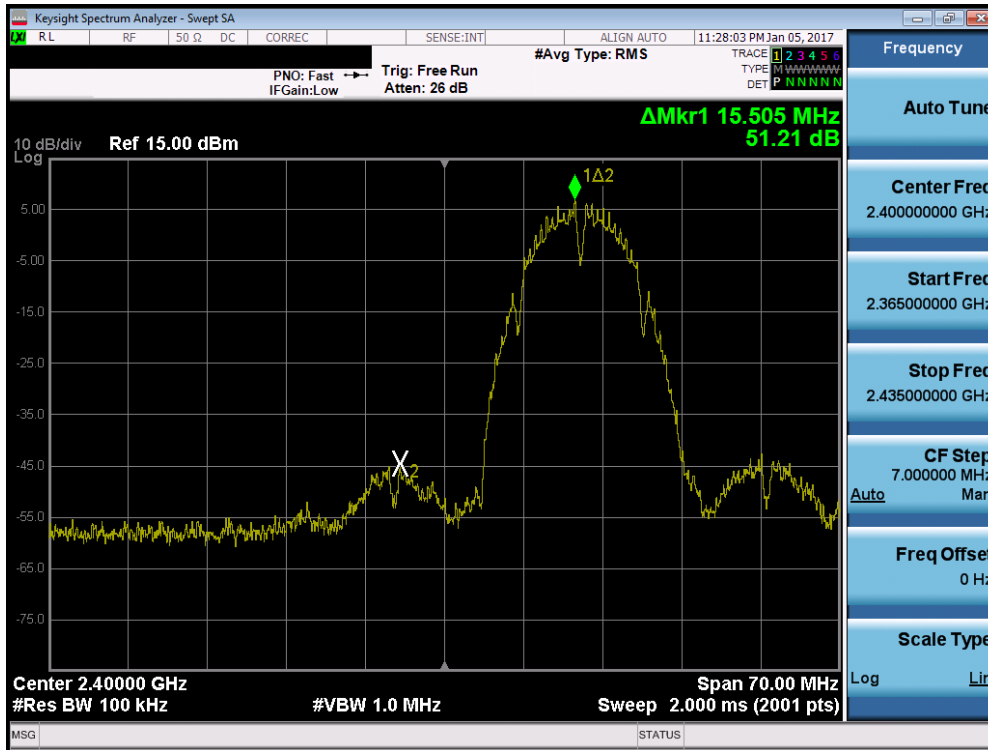 Keysight Spectrum Analyzer - Swept SA
LXI RL RF 50 Ω DC CORREC SENSE:INT ALIGN AUTO 11:28:03 PM Jan 05, 2017
#Avg Type: RMS
TRACE 1 2 3 4 5 6
TYPE M W W W W W
DET P N N N N N
PNO: Fast Trig: Free Run
IFGain:Low Atten: 26 dB
ΔMkr1 15.505 MHz
51.21 dB
10 dB/div Ref 15.00 dBm
Log
1Δ2
5.00
-5.00
-15.0
-25.0
-35.0
-45.0
X2
-55.0
-65.0
-75.0
Center 2.40000 GHz Span 70.00 MHz
#Res BW 100 kHz #VBW 1.0 MHz Sweep 2.000 ms (2001 pts)
MSG STATUS
Frequency
Auto Tune
Center Freq
2.400000000 GHz
Start Freq
2.365000000 GHz
Stop Freq
2.435000000 GHz
CF Step
7.000000 MHz
Auto Man
Freq Offset
0 Hz
Scale Type
Log Lin